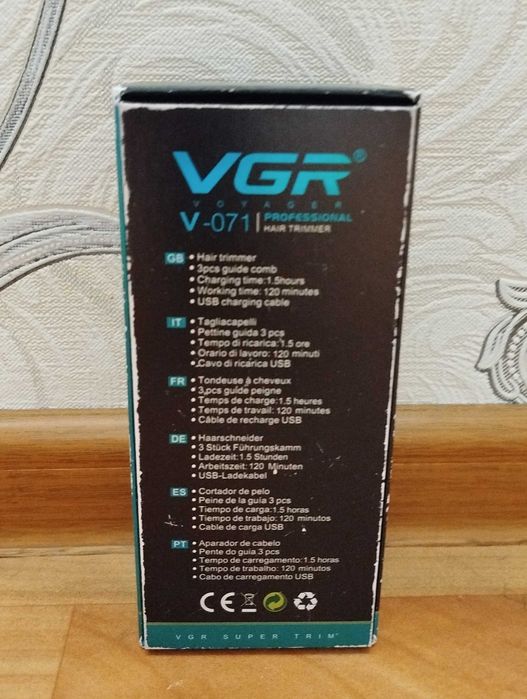 VGR®
VOYAGER
V-071 | PROFESSIONAL
HAIR TRIMMER
GB • Hair trimmer
• 3pcs guide comb
• Charging time:1.5hours
• Working time: 120 minutes
• USB charging cable
IT • Tagliacapelli
• Pettine guida 3 pcs
• Tempo di ricarica:1.5 ore
• Orario di lavoro: 120 minuti
• Cavo di ricarica USB
FR • Tondeuse à cheveux
• 3 pcs guide peigne
• Temps de charge:1.5 heures
• Temps de travail: 120 minutes
• Câble de recharge USB
DE • Haarschneider
• 3 Stück Führungskamm
• Ladezeit:1.5 Stunden
• Arbeitszeit: 120 Minuten
• USB-Ladekabel
ES • Cortador de pelo
• Peine de la guía 3 pcs
• Tiempo de carga:1.5 horas
• Tiempo de trabajo: 120 minutos
• Cable de carga USB
PT • Aparador de cabelo
• Pente do guia 3 pcs
• Tempo de carregamento:1.5 horas
• Tempo de trabalho: 120 minutes
• Cabo de carregamento USB
CE
VGR SUPER TRIM